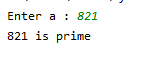 Enter a : 821
821 is prime